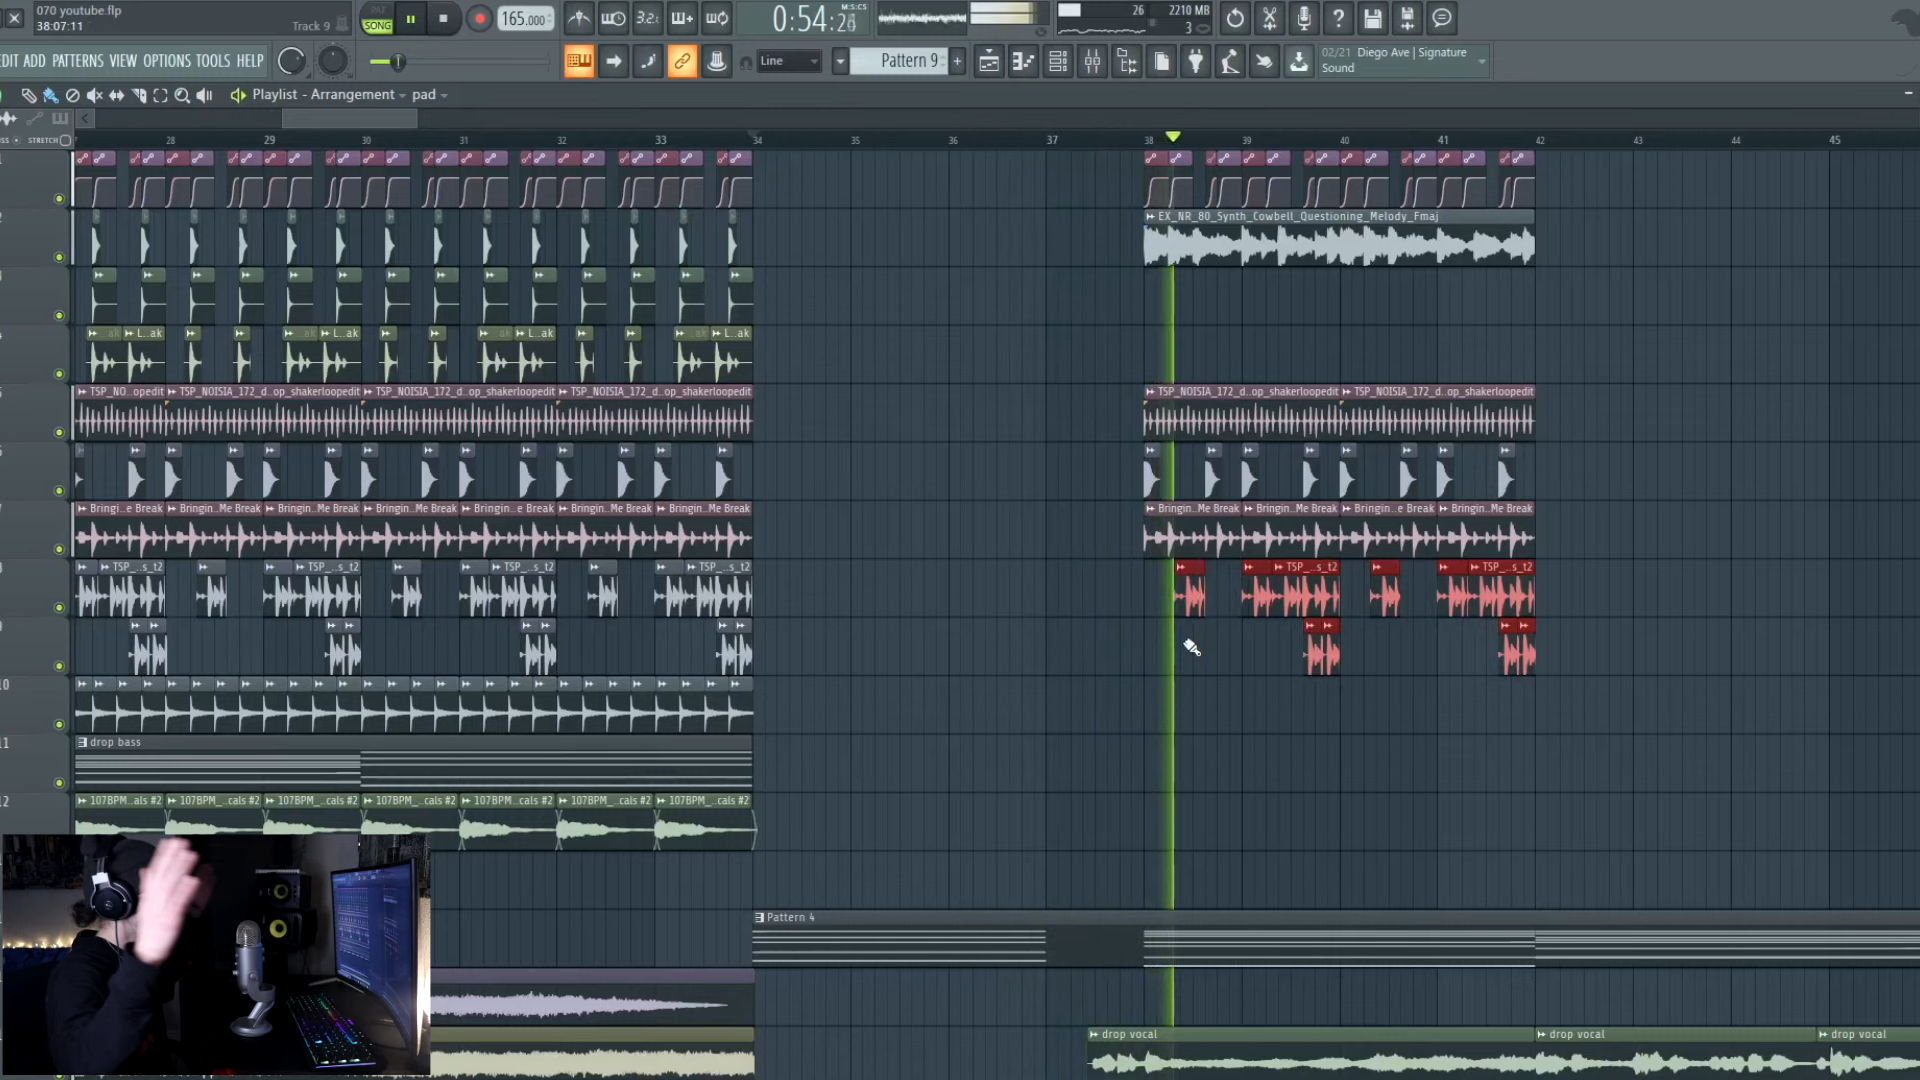 070 youtube.flp
38:07:11
Track 9
PAT
SONG
165.000
3.2.
0:54:26
M:S:CS
26
2210 MB
3
EDIT ADD PATTERNS VIEW OPTIONS TOOLS HELP
Line
Pattern 9
+
02/21 Diego Ave | Signature
Sound
Playlist - Arrangement
pad
STRETCH
28 29 30 31 32 33 34 35 36 37 38 39 40 41 42 43 44 45
EX_NR_80_Synth_Cowbell_Questioning_Melody_Fmaj
L..ak
L..ak
L..ak
L..ak
TSP_NO..opedit
TSP_NOISIA_172_d..op_shakerloopedit
TSP_NOISIA_172_d..op_shakerloopedit
TSP_NOISIA_172_d..op_shakerloopedit
TSP_NOISIA_172_d..op_shakerloopedit
TSP_NOISIA_172_d..op_shakerloopedit
Bringi..e Break
Bringin..Me Break
Bringin..Me Break
Bringin..Me Break
Bringin..e Break
Bringin..Me Break
Bringin..Me Break
Bringin..Me Break
Bringin..Me Break
Bringin..e Break
Bringin..Me Break
TSP_..s_t2
TSP_..s_t2
TSP_..s_t2
TSP_..s_t2
TSP_..s_t2
TSP_..s_t2
10
11
drop bass
12
107BPM..als #2
107BPM_..cals #2
107BPM_..cals #2
107BPM_..cals #2
107BPM_..cals #2
107BPM_..cals #2
107BPM_..cals #2
Pattern 4
drop vocal
drop vocal
drop vocal